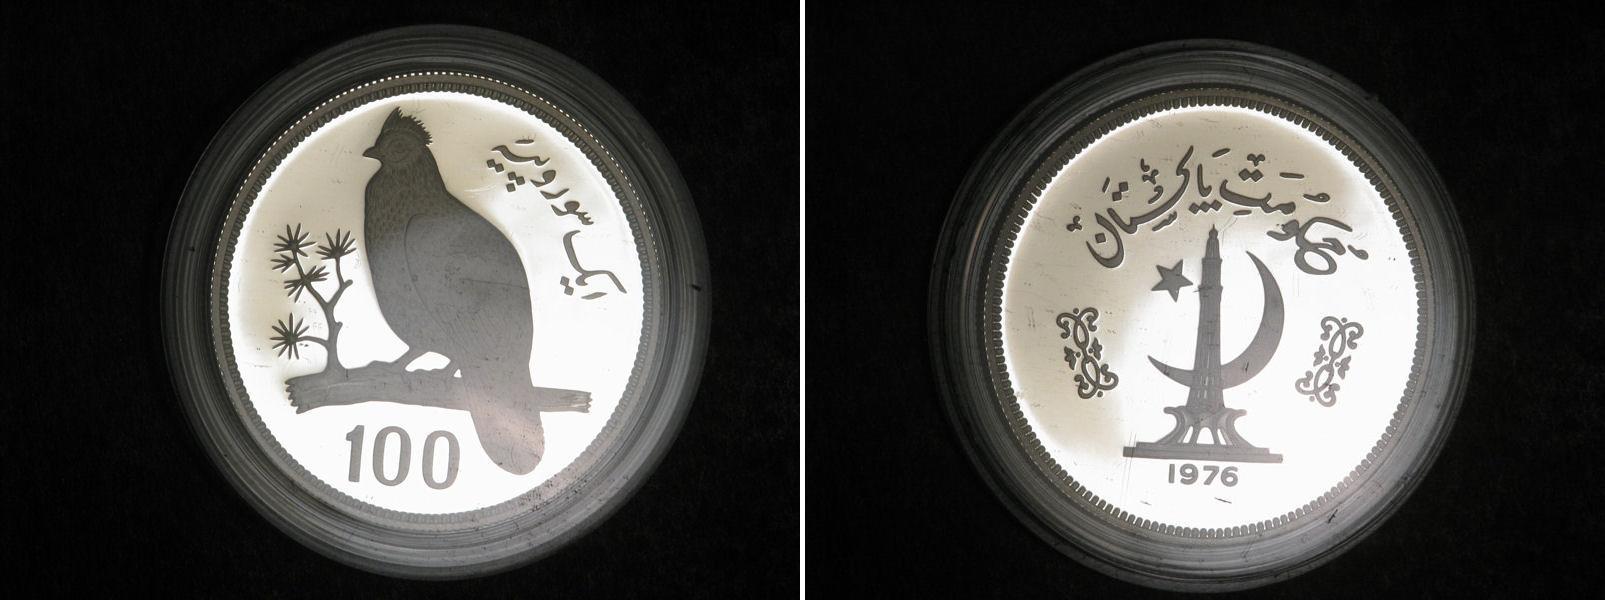 ایک سو روپیہ
100
حکومت پاکستان
1976